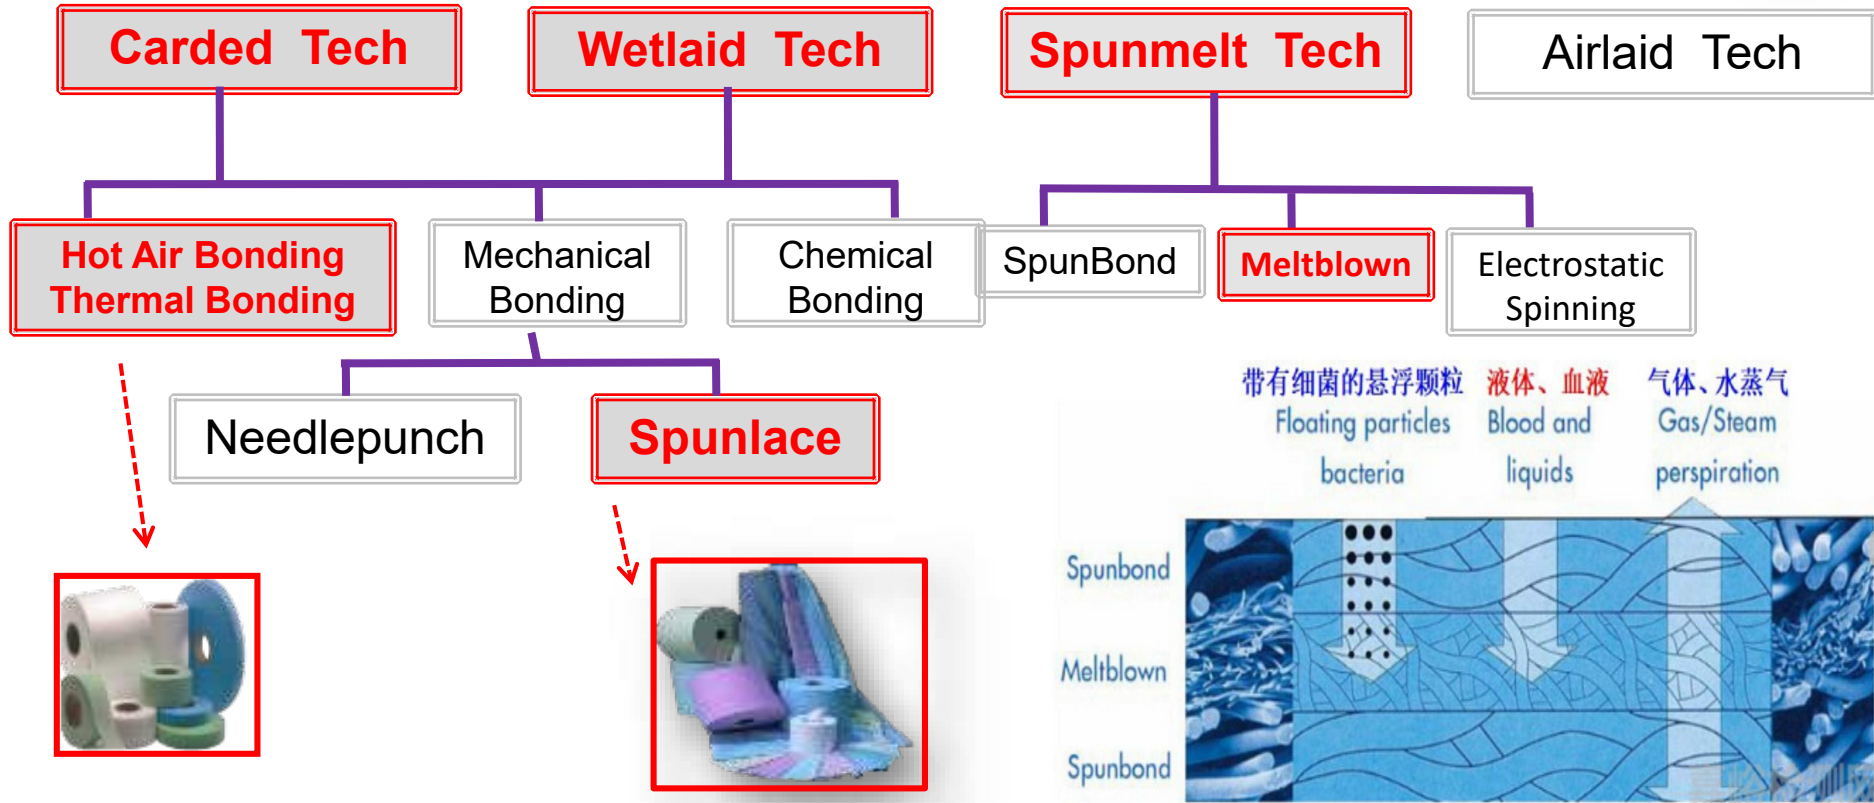 Carded Tech
Wetlaid Tech
Spunmelt Tech
Airlaid Tech
Hot Air Bonding
Thermal Bonding
Mechanical
Bonding
Chemical
Bonding
SpunBond
Meltblown
Electrostatic
Spinning
Needlepunch
Spunlace
带有细菌的悬浮颗粒
Floating particles
bacteria
液体、血液
Blood and
liquids
气体、水蒸气
Gas/Steam
perspiration
Spunbond
Meltblown
Spunbond